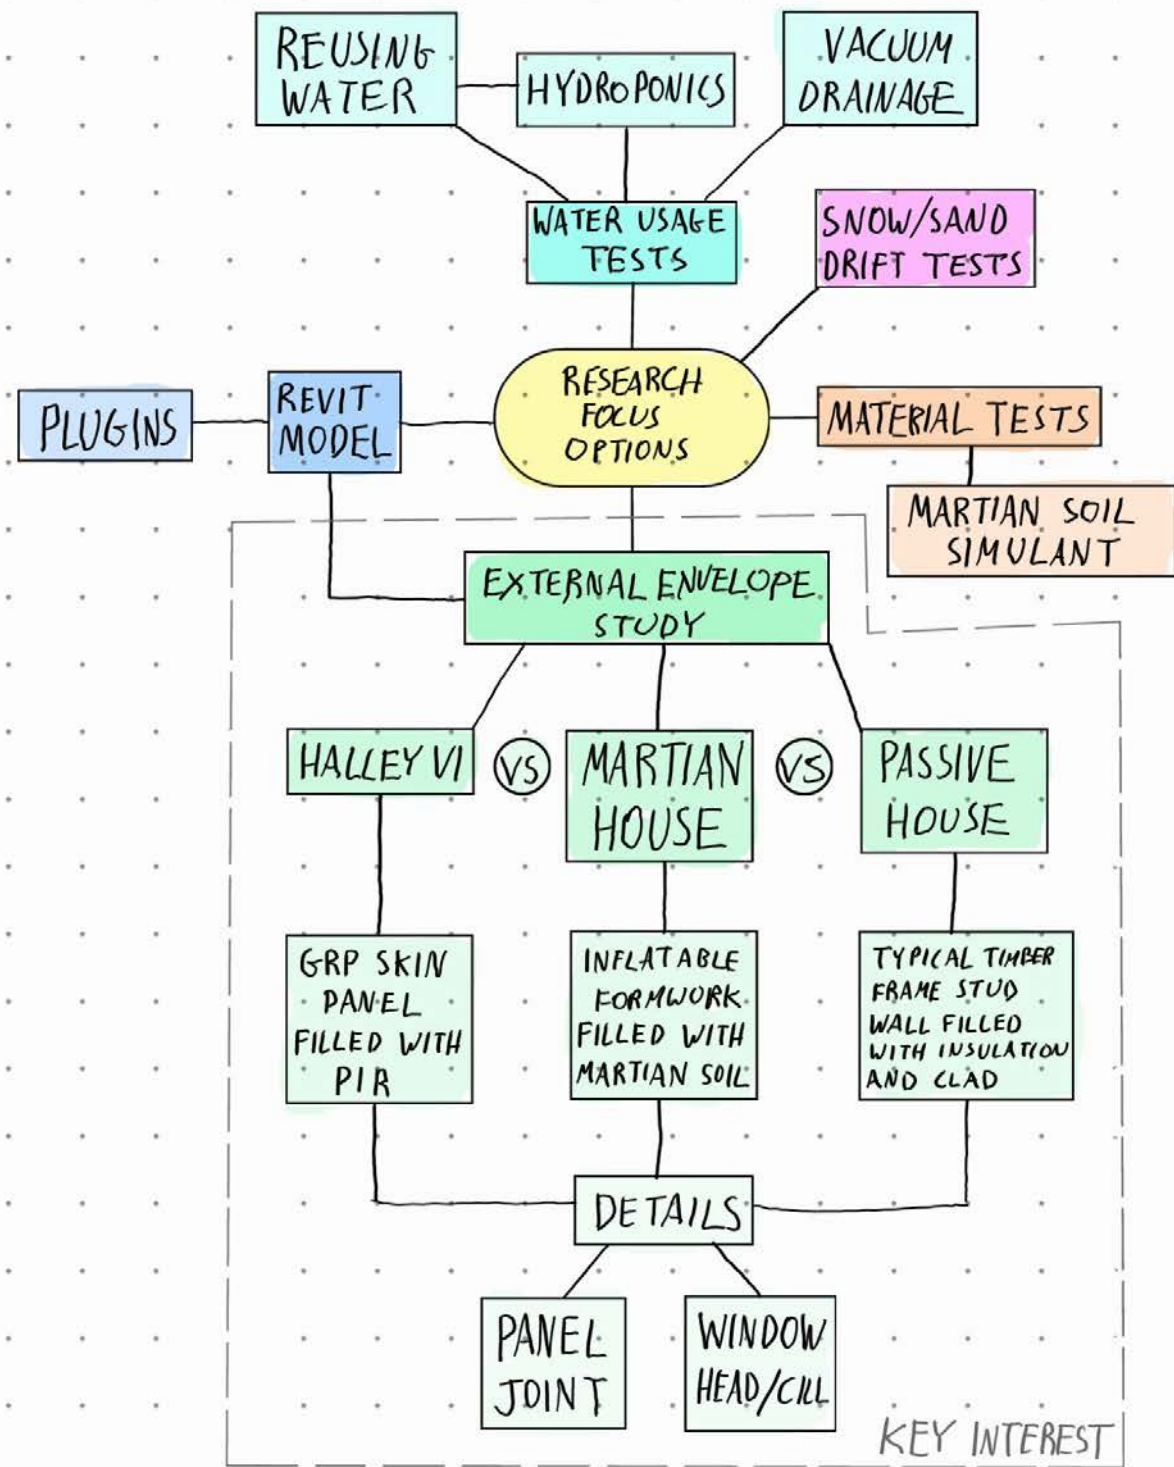 REUSING
WATER
HYDROPONICS
VACUUM
DRAINAGE
WATER USAGE
TESTS
SNOW/SAND
DRIFT TESTS
PLUGINS
REVIT
MODEL
RESEARCH
FOCUS
OPTIONS
MATERIAL TESTS
MARTIAN SOIL
SIMULANT
EXTERNAL ENVELOPE
STUDY
HALLEY VI
VS
MARTIAN
HOUSE
VS
PASSIVE
HOUSE
GRP SKIN
PANEL
FILLED WITH
PIR
INFLATABLE
FORMWORK
FILLED WITH
MARTIAN SOIL
TYPICAL TIMBER
FRAME STUD
WALL FILLED
WITH INSULATION
AND CLAD
DETAILS
PANEL
JOINT
WINDOW
HEAD/CILL
KEY INTEREST